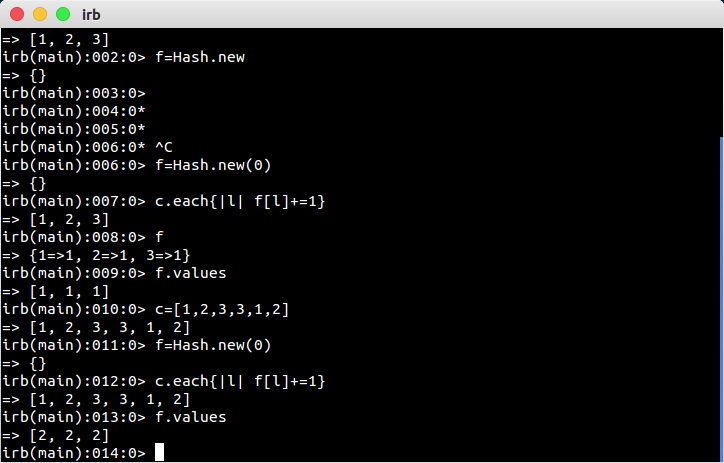 irb
=> [1, 2, 3]
irb(main):002:0> f=Hash.new
=> {}
irb(main):003:0>
irb(main):004:0*
irb(main):005:0*
irb(main):006:0* ^C
irb(main):006:0> f=Hash.new(0)
=> {}
irb(main):007:0> c.each{|l| f[l]+=1}
=> [1, 2, 3]
irb(main):008:0> f
=> {1=>1, 2=>1, 3=>1}
irb(main):009:0> f.values
=> [1, 1, 1]
irb(main):010:0> c=[1,2,3,3,1,2]
=> [1, 2, 3, 3, 1, 2]
irb(main):011:0> f=Hash.new(0)
=> {}
irb(main):012:0> c.each{|l| f[l]+=1}
=> [1, 2, 3, 3, 1, 2]
irb(main):013:0> f.values
=> [2, 2, 2]
irb(main):014:0>